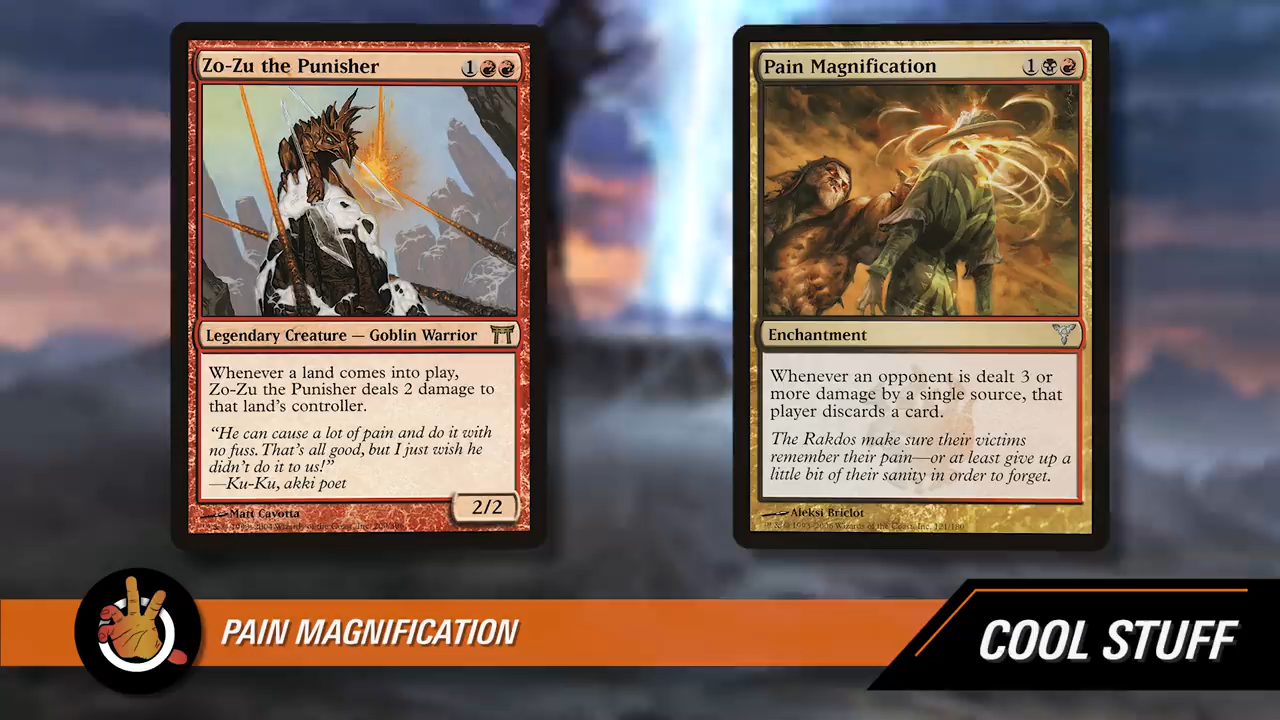 Zo-Zu the Punisher
1
Legendary Creature — Goblin Warrior
Whenever a land comes into play,
Zo-Zu the Punisher deals 2 damage to
that land's controller.
"He can cause a lot of pain and do it with
no fuss. That's all good, but I just wish he
didn't do it to us!"
—Ku-Ku, akki poet
2/2
Matt Cavotta
Pain Magnification
1
Enchantment
Whenever an opponent is dealt 3 or
more damage by a single source, that
player discards a card.
The Rakdos make sure their victims
remember their pain—or at least give up a
little bit of their sanity in order to forget.
Aleksi Briclot
PAIN MAGNIFICATION
COOL STUFF